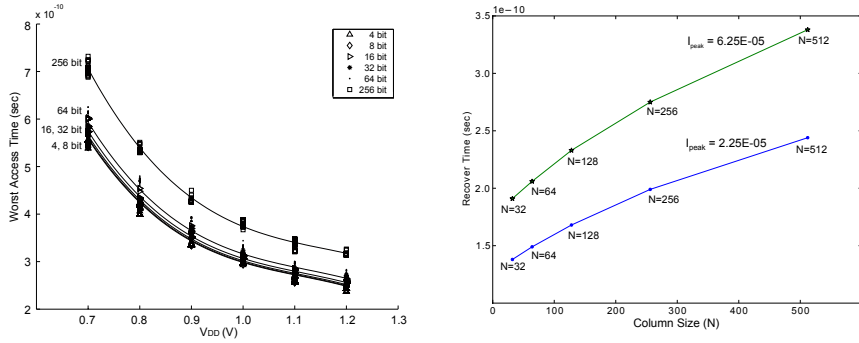 x 10^-10
8
7
6
5
4
3
2
Worst Access Time (sec)
256 bit
64 bit
16, 32 bit
4, 8 bit
4 bit
8 bit
16 bit
32 bit
64 bit
256 bit
0.6
0.7
0.8
0.9
1.0
1.1
1.2
1.3
VDD (V)
1e−10
3.5
3.0
2.5
2.0
1.5
Recover Time (sec)
Ipeak = 6.25E-05
N=512
N=256
N=128
N=64
N=32
Ipeak = 2.25E-05
N=512
N=256
N=128
N=64
N=32
0
100
200
300
400
500
Column Size (N)